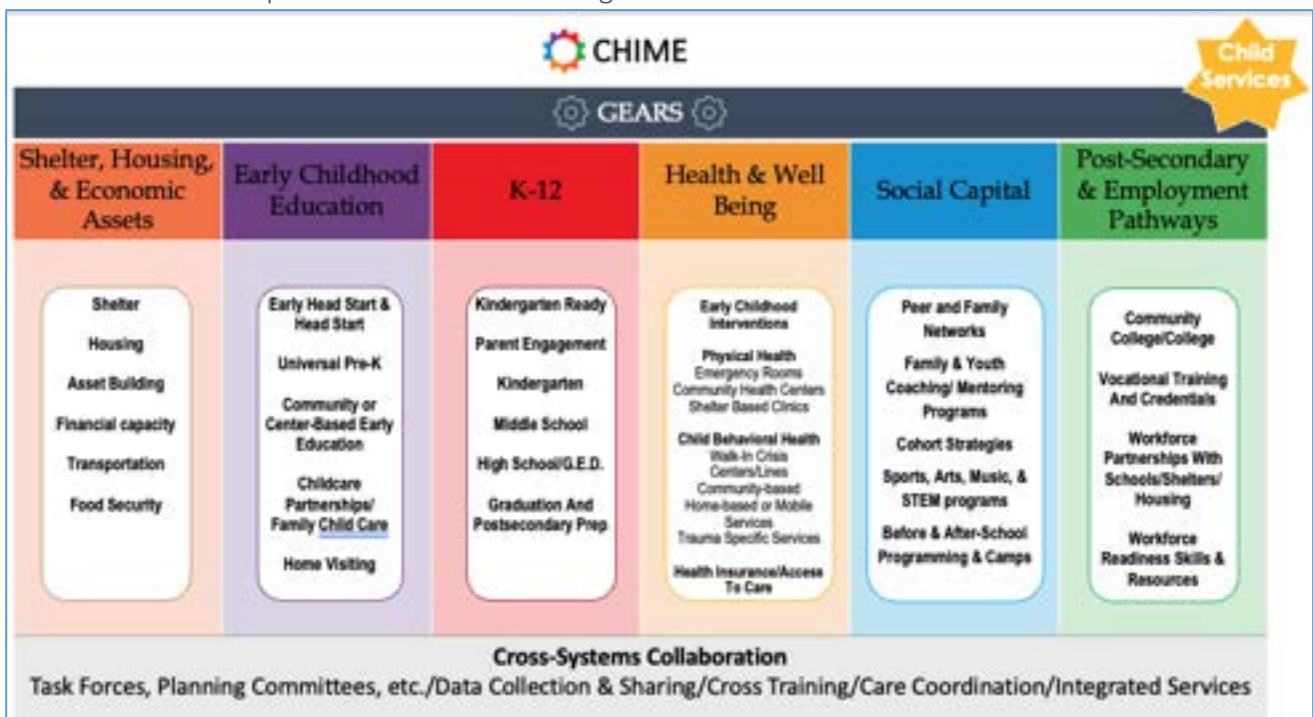 CHIME
Child
Services
GEARS
Shelter, Housing,
& Economic
Assets
Early Childhood
Education
K-12
Health & Well
Being
Social Capital
Post-Secondary
& Employment
Pathways
Shelter
Housing
Asset Building
Financial capacity
Transportation
Food Security
Early Head Start &
Head Start
Universal Pre-K
Community or
Center-Based Early
Education
Childcare
Partnerships/
Family Child Care
Home Visiting
Kindergarten Ready
Parent Engagement
Kindergarten
Middle School
High School/G.E.D.
Graduation And
Postsecondary Prep
Early Childhood
Interventions
Physical Health
Emergency Rooms
Community Health Centers
Shelter Based Clinics
Child Behavioral Health
Walk-In Crisis
Centers/Lines
Community-based
Home-based or Mobile
Services
Trauma Specific Services
Health Insurance/Access
To Care
Peer and Family
Networks
Family & Youth
Coaching/ Mentoring
Programs
Cohort Strategies
Sports, Arts, Music, &
STEM programs
Before & After-School
Programming & Camps
Community
College/College
Vocational Training
And Credentials
Workforce
Partnerships With
Schools/Shelters/
Housing
Workforce
Readiness Skills &
Resources
Cross-Systems Collaboration
Task Forces, Planning Committees, etc./Data Collection & Sharing/Cross Training/Care Coordination/Integrated Services